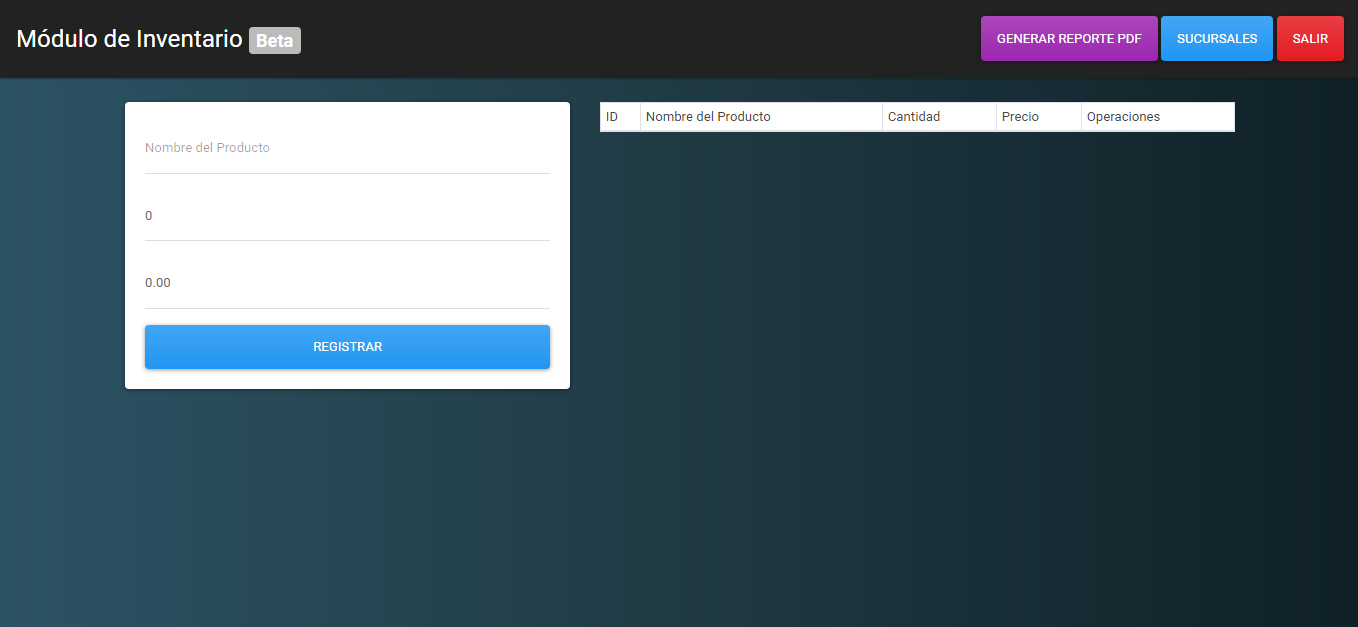 Módulo de Inventario Beta
GENERAR REPORTE PDF
SUCURSALES
SALIR
Nombre del Producto
0
0.00
REGISTRAR
ID Nombre del Producto Cantidad Precio Operaciones